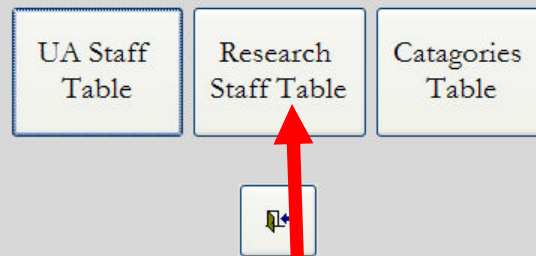 UA Staff
Table
Research
Staff Table
Catagories
Table